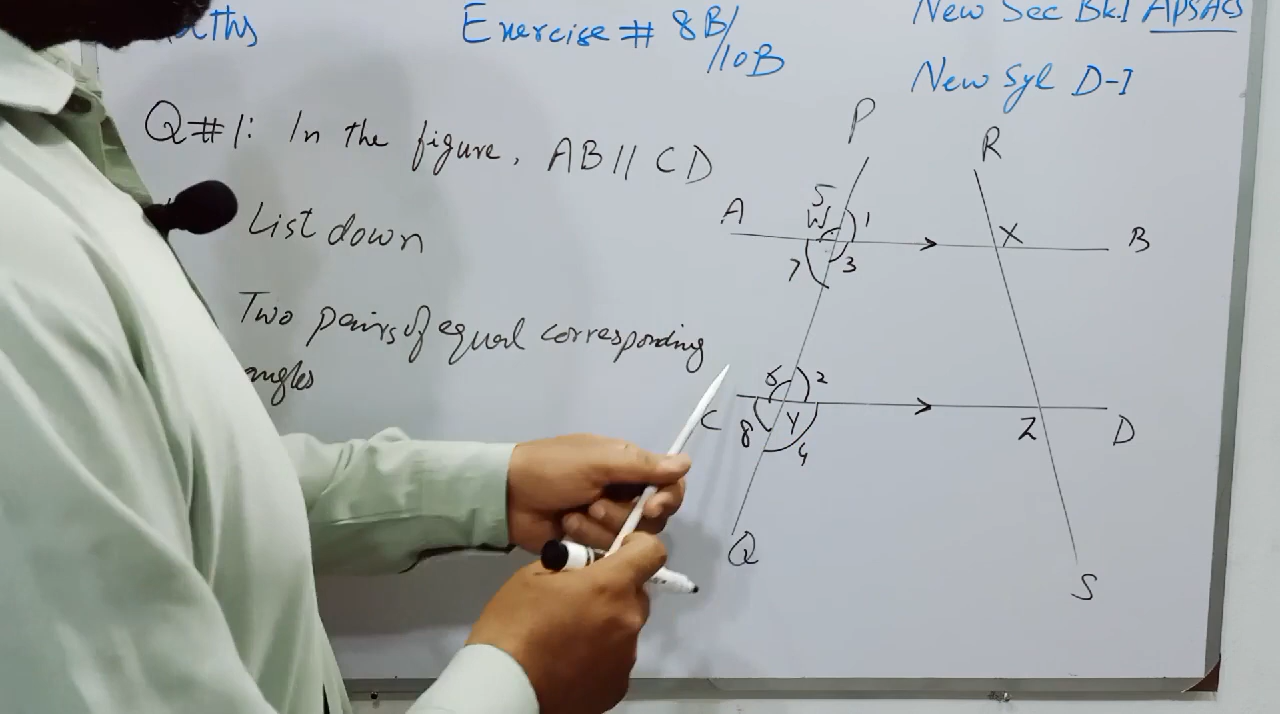 Exercise # 8B/
/10B
New Sec Bk.I APSACS
New Syl D-I
Q#1: In the figure, AB // CD
List down
Two pairs of equal corresponding
angles
P
R
A
5
W
1
X
B
7
3
6
2
C
8
Y
4
Z
D
Q
S